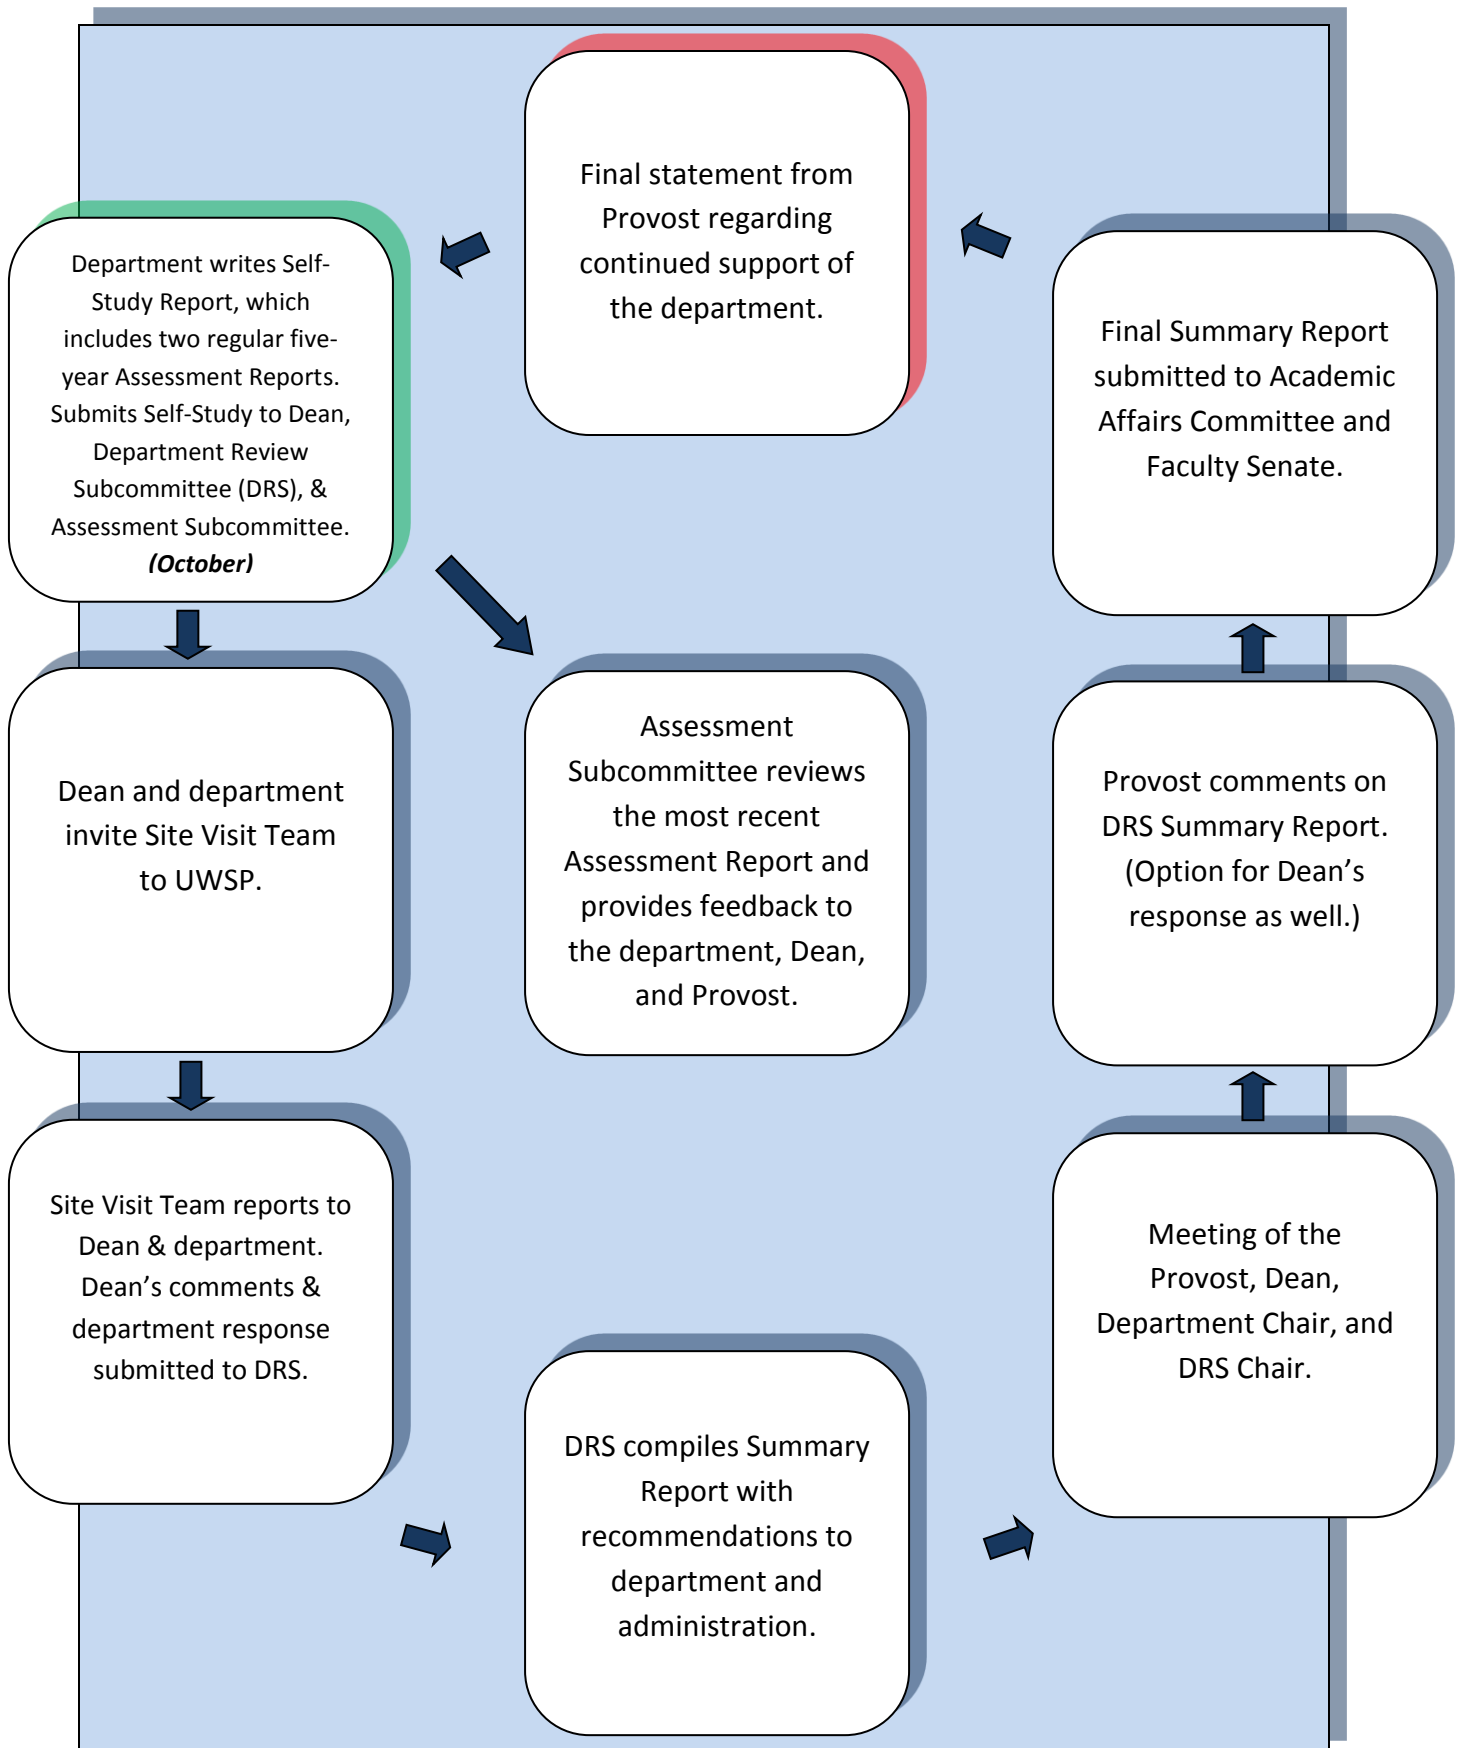 Final statement from
Provost regarding
continued support of
the department.
Department writes Self-
Study Report, which
includes two regular five-
year Assessment Reports.
Submits Self-Study to Dean,
Department Review
Subcommittee (DRS), &
Assessment Subcommittee.
(October)
Final Summary Report
submitted to Academic
Affairs Committee and
Faculty Senate.
Dean and department
invite Site Visit Team
to UWSP.
Assessment
Subcommittee reviews
the most recent
Assessment Report and
provides feedback to
the department, Dean,
and Provost.
Provost comments on
DRS Summary Report.
(Option for Dean’s
response as well.)
Site Visit Team reports to
Dean & department.
Dean’s comments &
department response
submitted to DRS.
DRS compiles Summary
Report with
recommendations to
department and
administration.
Meeting of the
Provost, Dean,
Department Chair, and
DRS Chair.